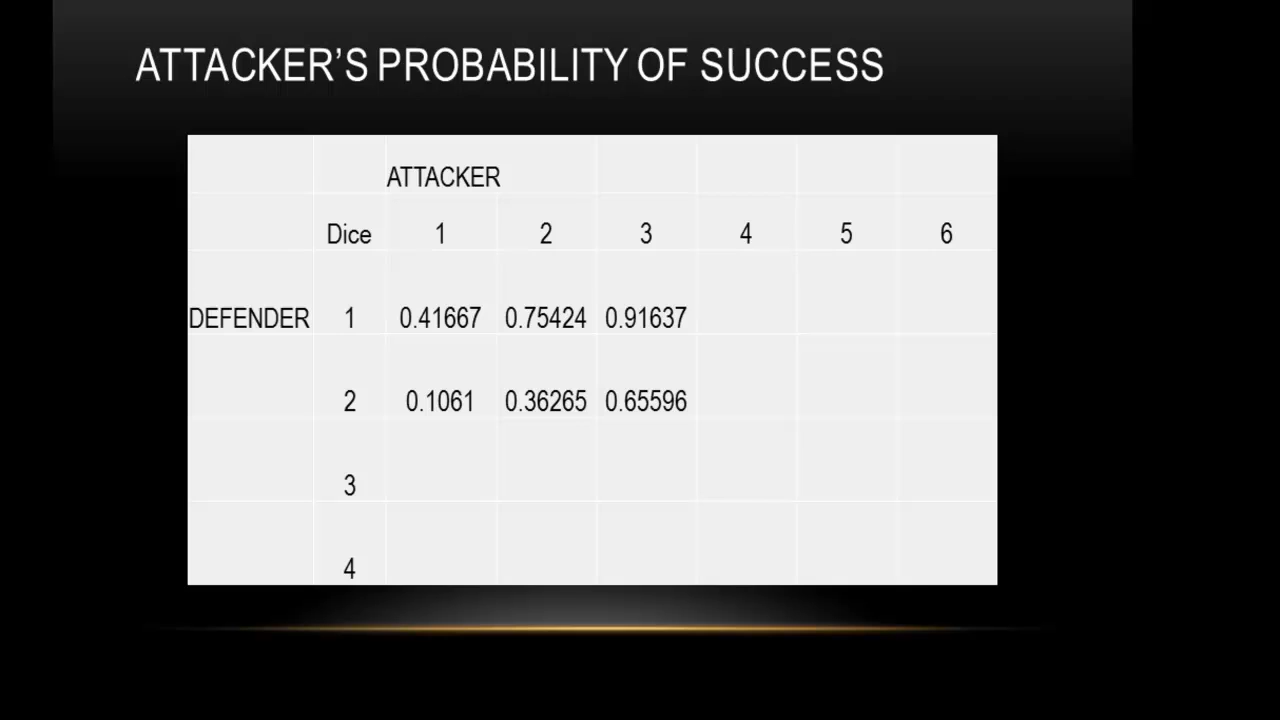 ATTACKER'S PROBABILITY OF SUCCESS
ATTACKER
Dice 1 2 3 4 5 6
DEFENDER 1 0.41667 0.75424 0.91637
2 0.1061 0.36265 0.65596
3
4